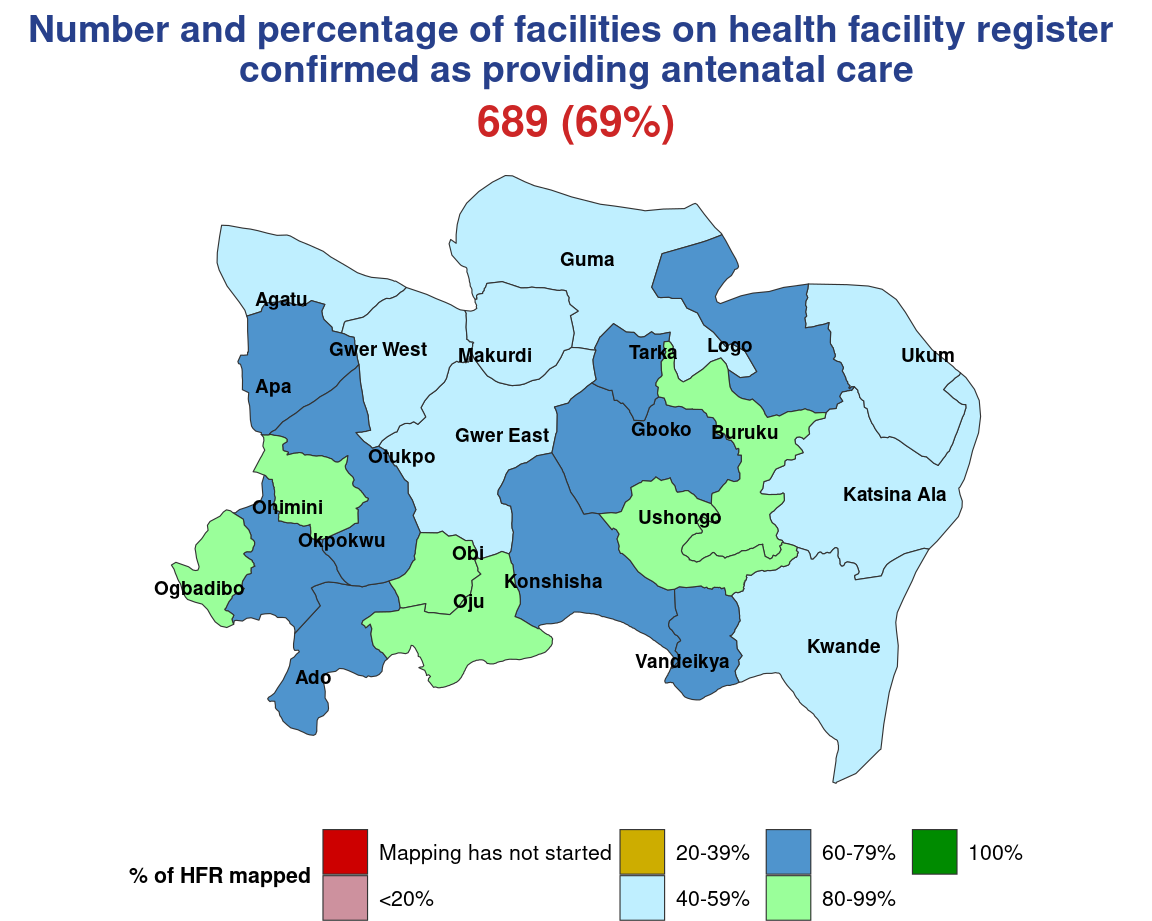 Number and percentage of facilities on health facility register
confirmed as providing antenatal care
689 (69%)
Guma
Agatu
Gwer West
Makurdi
Tarka
Logo
Ukum
Apa
Gboko
Buruku
Gwer East
Otukpo
Katsina Ala
Ohimini
Ushongo
Okpokwu
Obi
Konshisha
Ogbadibo
Oju
Kwande
Vandeikya
Ado
% of HFR mapped
Mapping has not started
<20%
20-39%
40-59%
60-79%
80-99%
100%